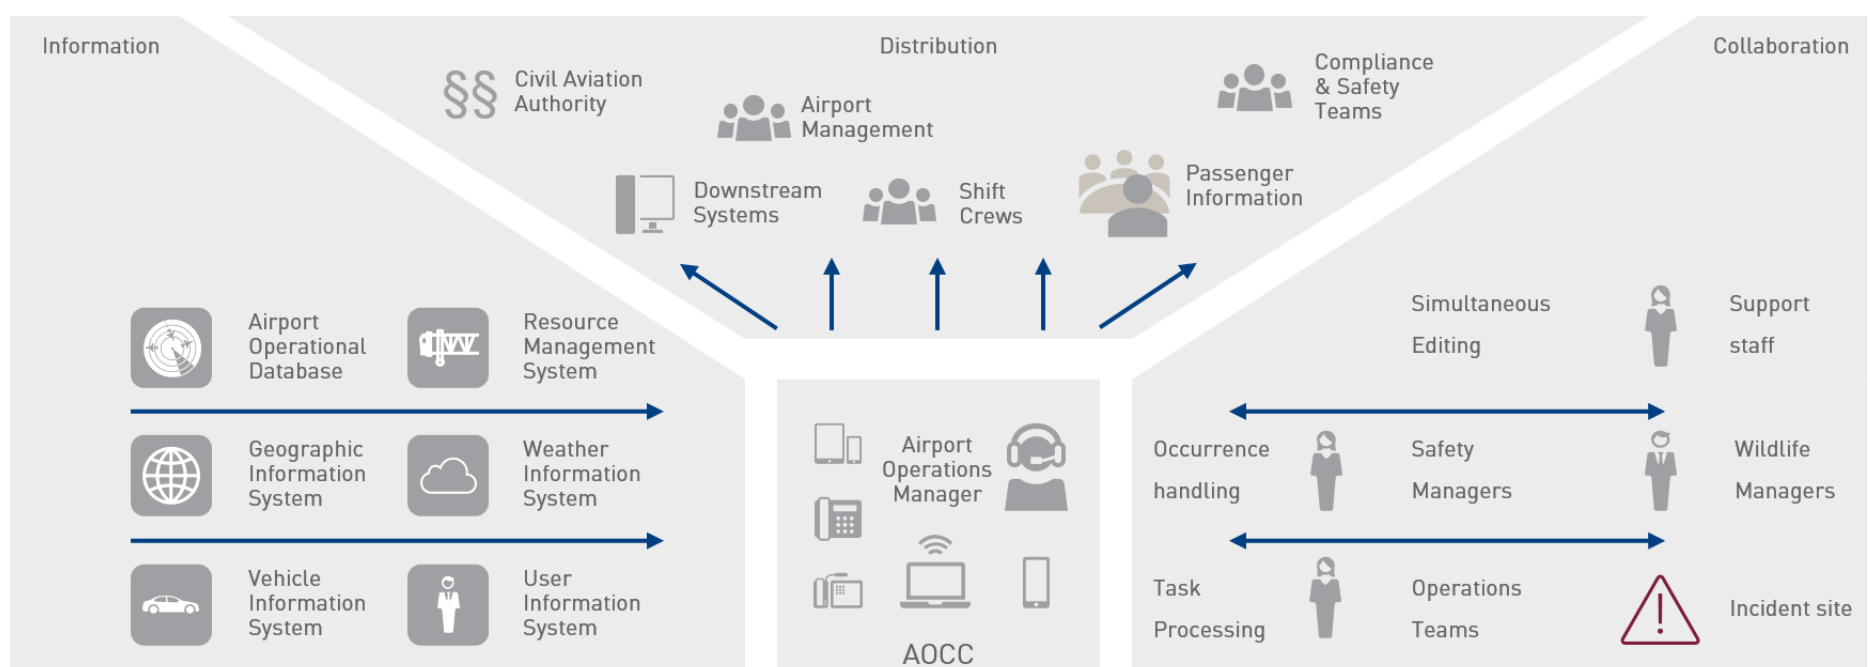 Information
Distribution
Collaboration
§§
Civil Aviation
Authority
Airport
Management
Compliance
& Safety
Teams
Downstream
Systems
Shift
Crews
Passenger
Information
Airport
Operational
Database
Resource
Management
System
Geographic
Information
System
Weather
Information
System
Vehicle
Information
System
User
Information
System
Airport
Operations
Manager
AOCC
Simultaneous
Editing
Support
staff
Occurrence
handling
Safety
Managers
Wildlife
Managers
Task
Processing
Operations
Teams
Incident site